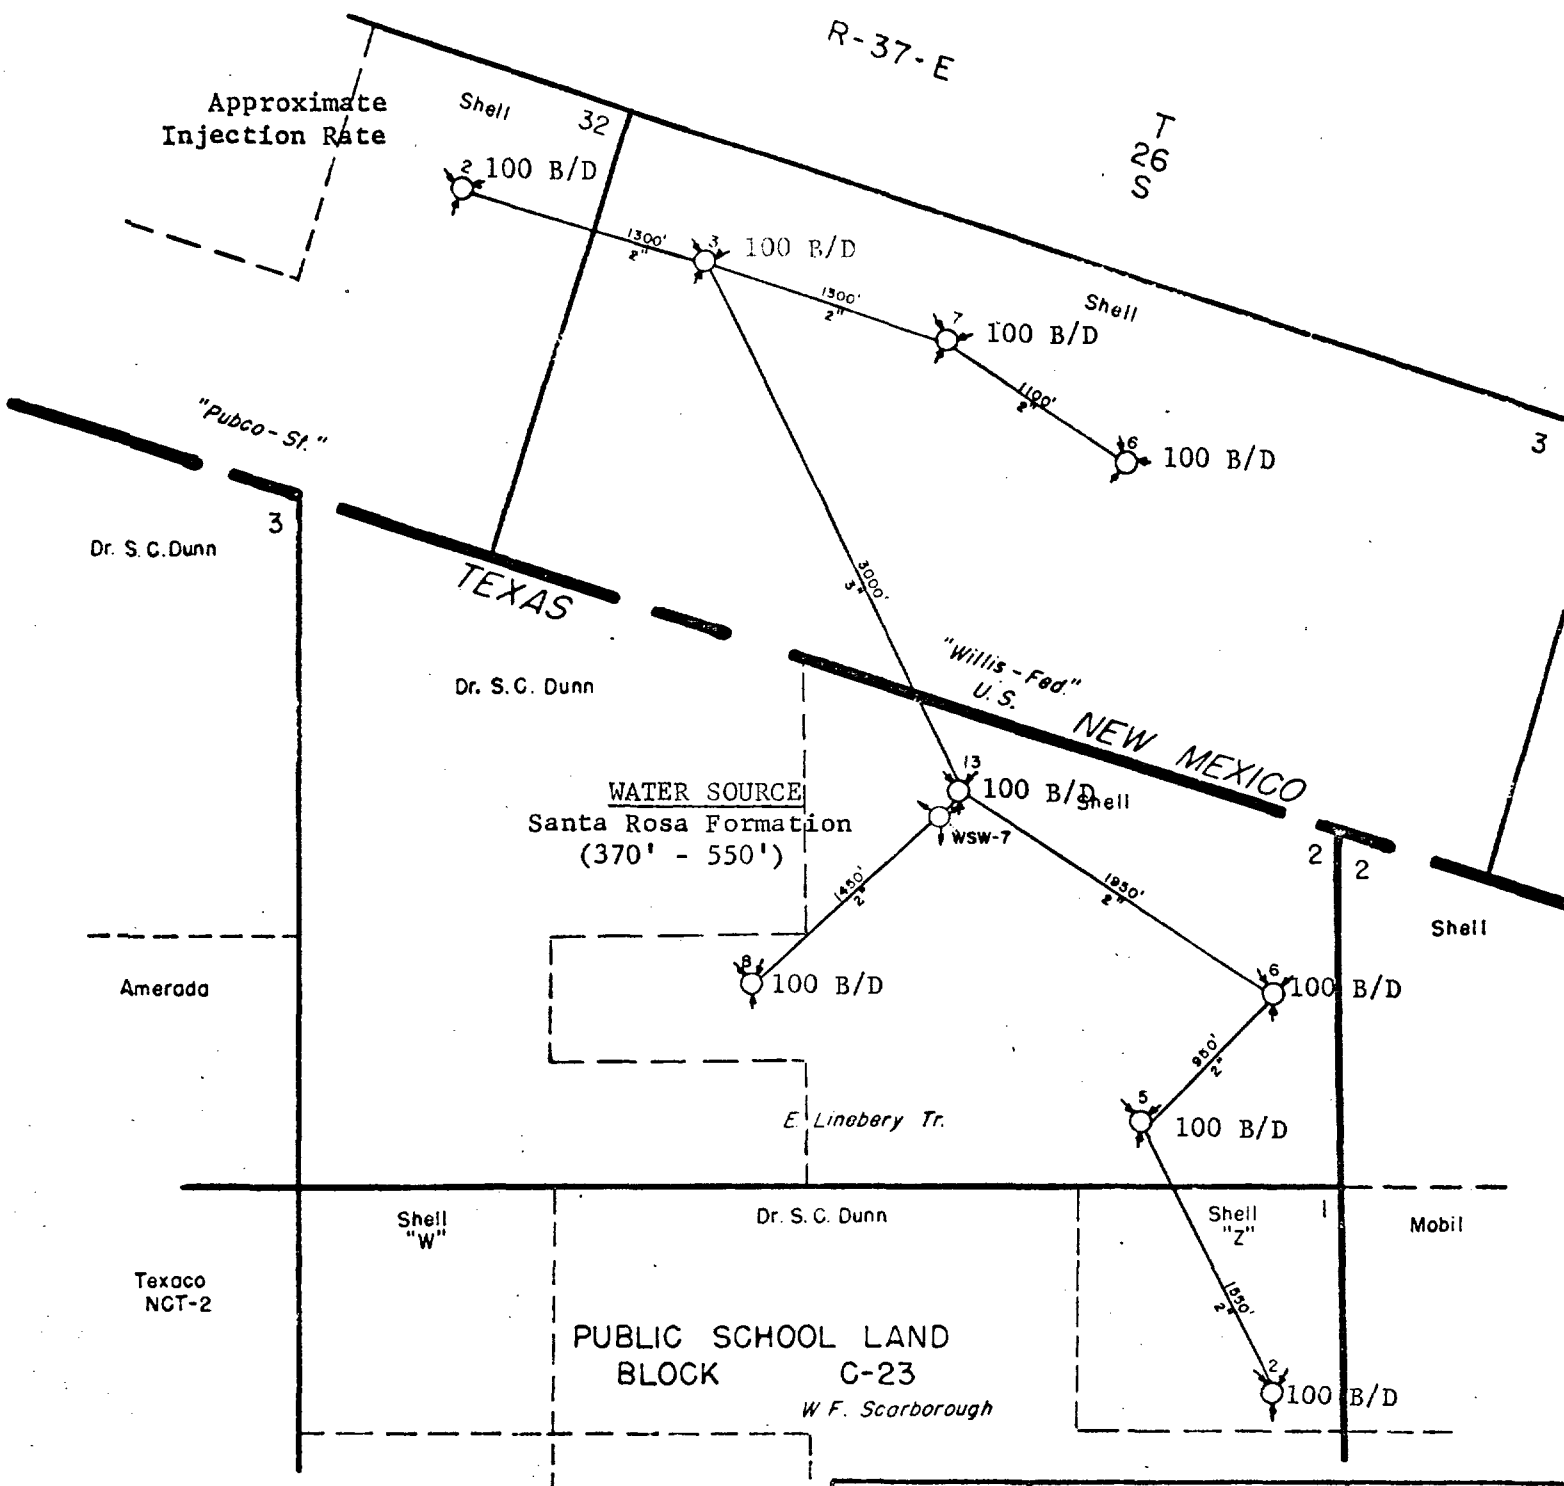 R-37-E
T
26
S
Approximate
Injection Rate
Shell
32
2
100 B/D
1300'
2"
3
100 B/D
1300'
2"
7
100 B/D
Shell
1100'
2"
6
100 B/D
3
"Pubco-St."
3
Dr. S. C. Dunn
TEXAS
3000'
3"
Dr. S. C. Dunn
"Willis-Fed."
U.S.
NEW MEXICO
WATER SOURCE
Santa Rosa Formation
(370' - 550')
13
100 B/D
Shell
WSW-7
2
2
Shell
1450'
2"
1950'
2"
Amerada
8
100 B/D
6
100 B/D
950'
2"
5
100 B/D
E. Linebery Tr.
Shell
"W"
Dr. S. C. Dunn
Shell
"Z"
1
Mobil
Texaco
NCT-2
1550'
2"
PUBLIC SCHOOL LAND
BLOCK C-23
W F. Scarborough
2
100 B/D